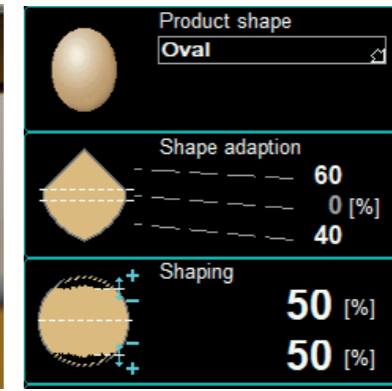 Product shape
Oval
Shape adaption
60
0 [%]
40
Shaping
+
−
50 [%]
−
+
50 [%]